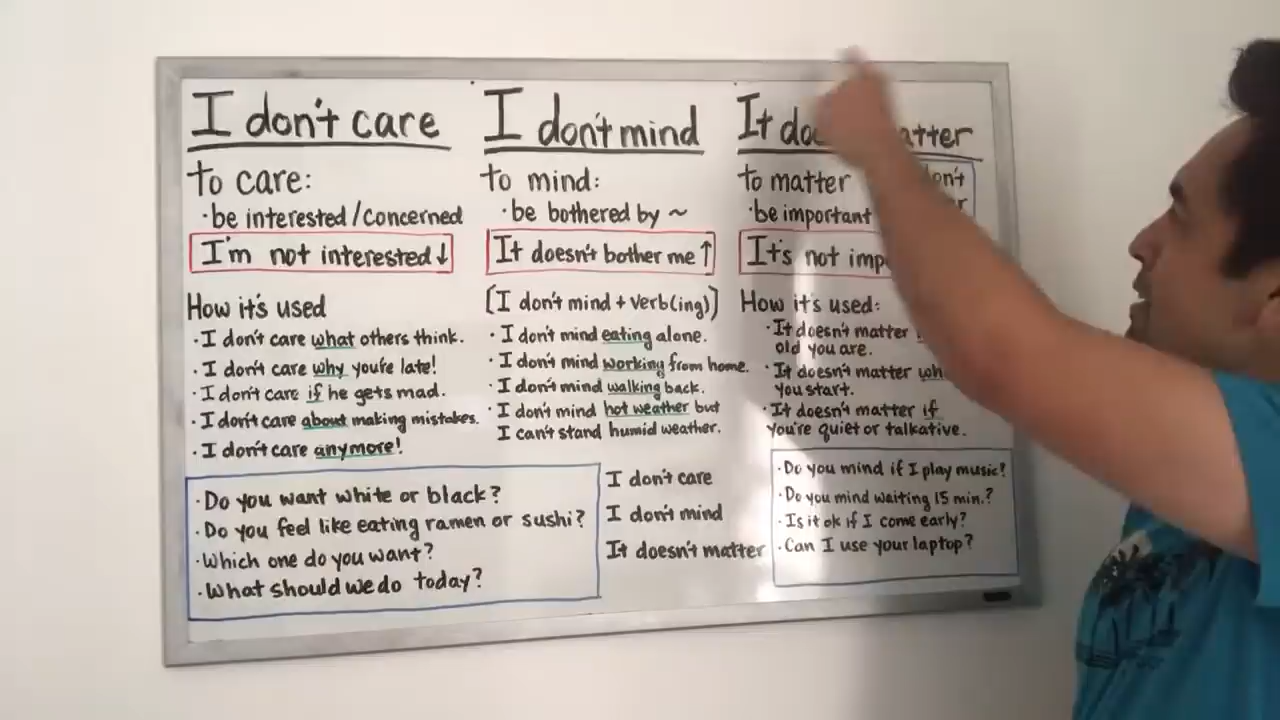 I don't care
to care:
·be interested/concerned
I'm not interested↓
How it's used
·I don't care what others think.
·I don't care why you're late!
·I don't care if he gets mad.
·I don't care about making mistakes.
·I don't care anymore!
I don't mind
to mind:
·be bothered by ~
It doesn't bother me↑
[I don't mind + verb(ing)]
·I don't mind eating alone.
·I don't mind working from home.
·I don't mind walking back.
·I don't mind hot weather but
I can't stand humid weather.
It
to matter
·be important
It's not
How it's used:
·It doesn't matter
old you are.
·It doesn't matter
you start.
·It doesn't matter if
you're quiet or talkative.
·Do you want white or black?
·Do you feel like eating ramen or sushi?
·Which one do you want?
·What should we do today?
I don't care
I don't mind
It doesn't matter
·Do you mind if I play music?
·Do you mind waiting 15 min.?
·Is it ok if I come early?
·Can I use your laptop?